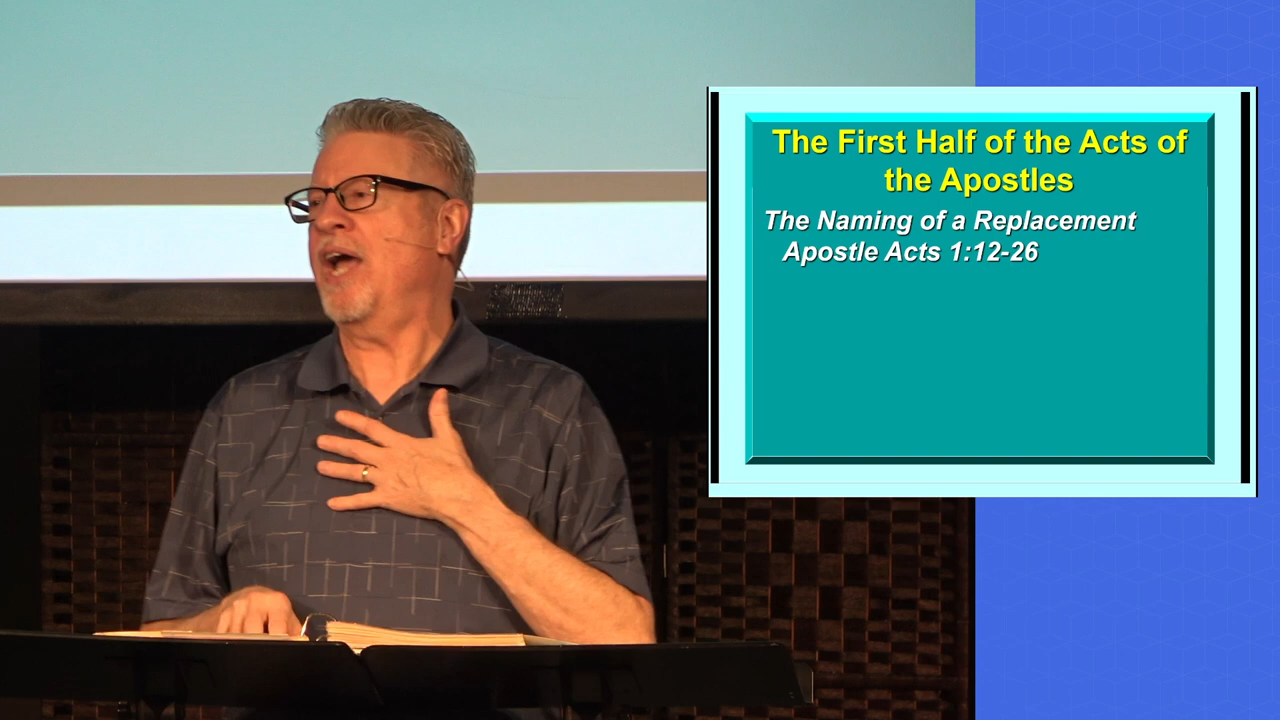 The First Half of the Acts of
the Apostles
The Naming of a Replacement
Apostle Acts 1:12-26